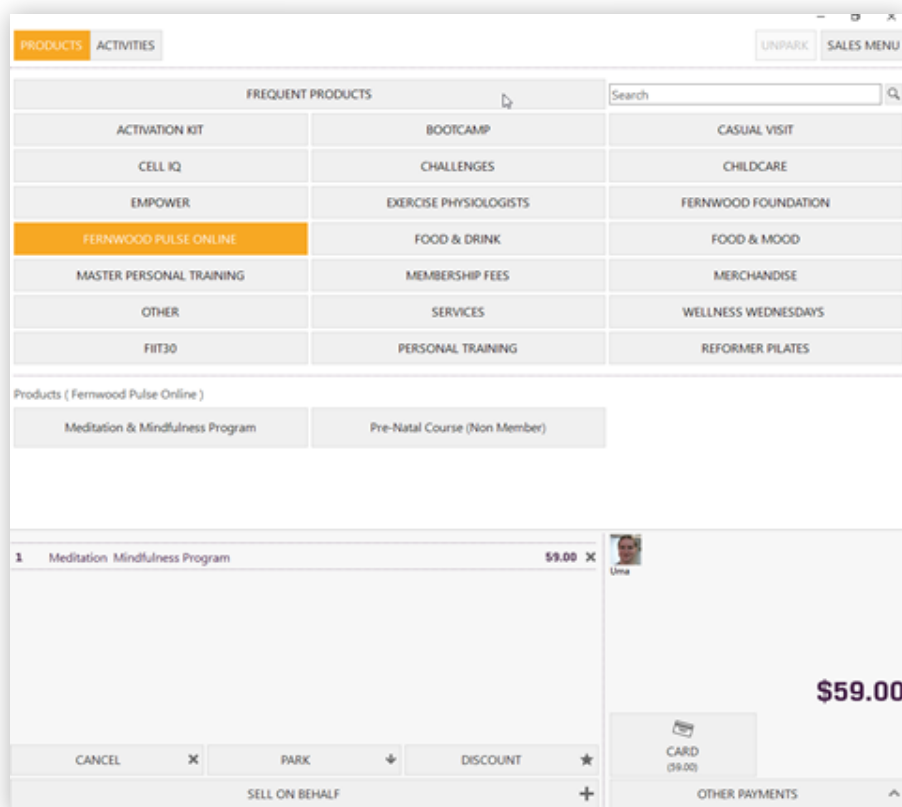 PRODUCTS ACTIVITIES UNPARK SALES MENU
FREQUENT PRODUCTS Search
ACTIVATION KIT BOOTCAMP CASUAL VISIT
CELL IQ CHALLENGES CHILDCARE
EMPOWER EXERCISE PHYSIOLOGISTS FERNWOOD FOUNDATION
FERNWOOD PULSE ONLINE FOOD & DRINK FOOD & MOOD
MASTER PERSONAL TRAINING MEMBERSHIP FEES MERCHANDISE
OTHER SERVICES WELLNESS WEDNESDAYS
FIIT30 PERSONAL TRAINING REFORMER PILATES
Products ( Fernwood Pulse Online )
Meditation & Mindfulness Program Pre-Natal Course (Non Member)
1 Meditation Mindfulness Program 59.00
Uma
$59.00
CARD
(59.00)
CANCEL PARK DISCOUNT
SELL ON BEHALF OTHER PAYMENTS